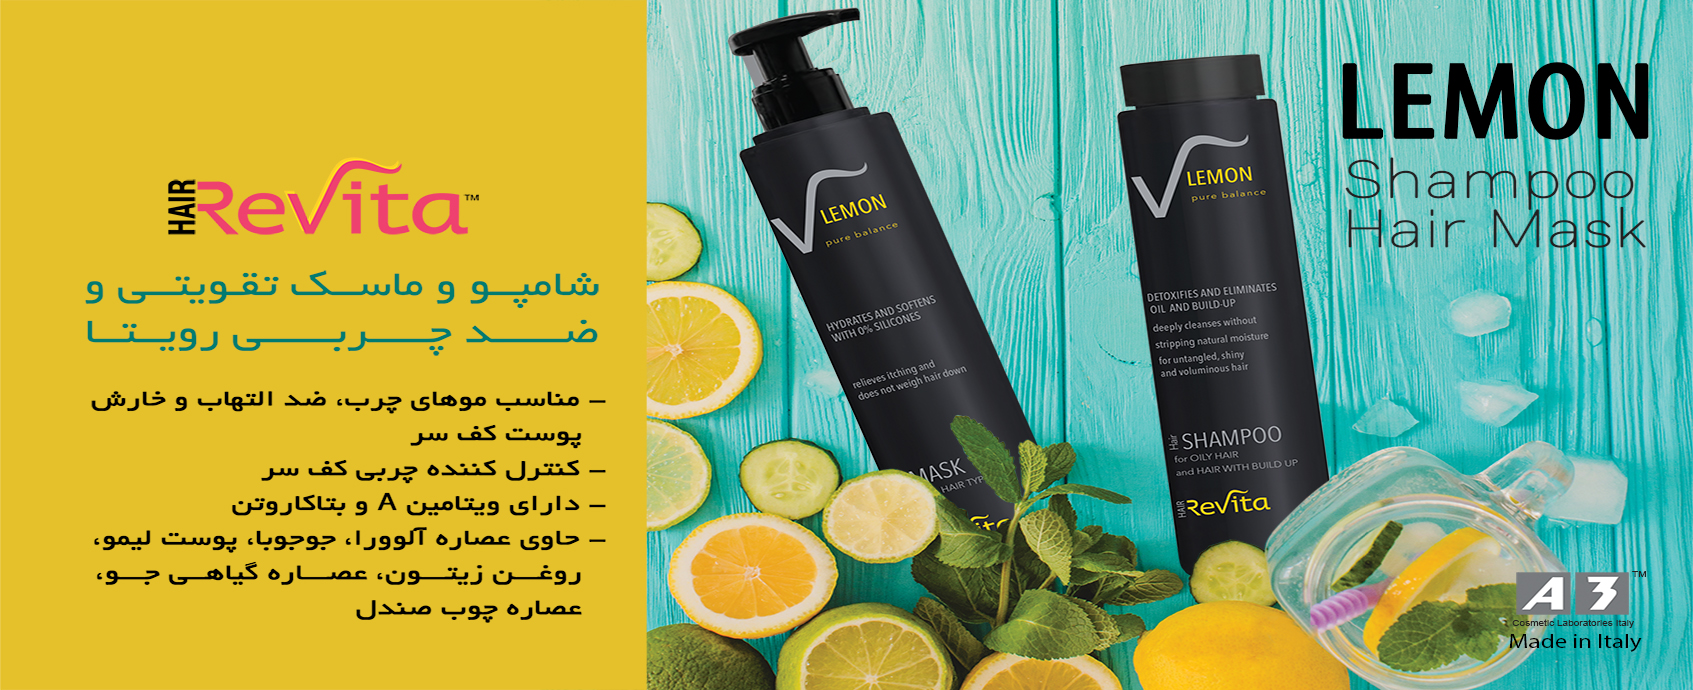 HAIR ReVita™
شامپو و ماسک تقویتی و
ضد چربی رویتا
– مناسب موهای چرب، ضد التهاب و خارش
پوست کف سر
– کنترل کننده چربی کف سر
– دارای ویتامین A و بتاکاروتن
– حاوی عصاره آلوورا، جوجوبا، پوست لیمو،
روغن زیتون، عصاره گیاهی جو،
عصاره چوب صندل
LEMON
pure balance
HYDRATES AND SOFTENS
WITH 0% SILICONES
relieves itching and
does not weigh hair down
MASK
HAIR TYP
ita
LEMON
pure balance
DETOXIFIES AND ELIMINATES
OIL AND BUILD-UP
deeply cleanses without
stripping natural moisture
for untangled, shiny
and voluminous hair
Hair SHAMPOO
for OILY HAIR
and HAIR WITH BUILD UP
HAIR ReVita
LEMON
Shampoo
Hair Mask
A3™
Cosmetic Laboratories Italy
Made in Italy